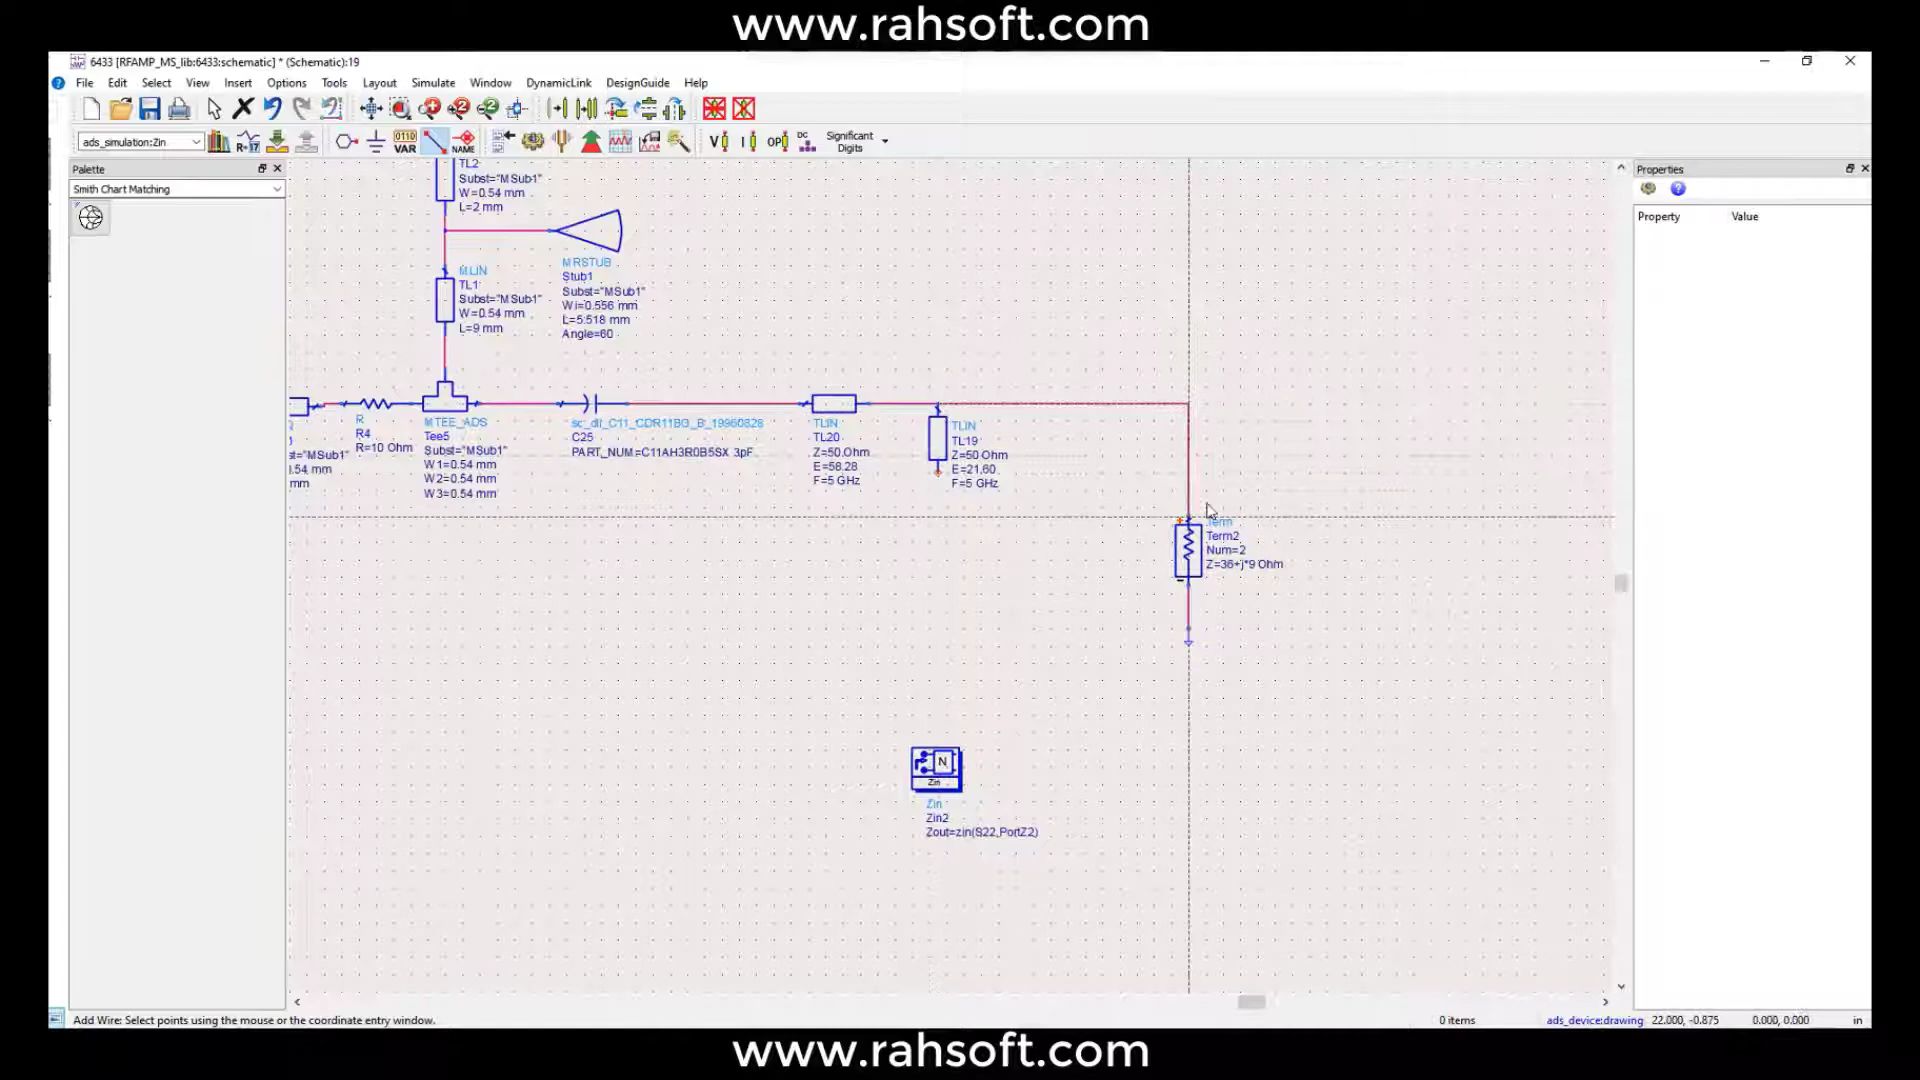 www.rahsoft.com
6433 [RFAMP_MS_lib:6433:schematic] * (Schematic):19
File Edit Select View Insert Options Tools Layout Simulate Window DynamicLink DesignGuide Help
ads_simulation:Zin
VAR
NAME
V I OP DC
Significant
Digits
Palette
Smith Chart Matching
TL2
Subst="MSub1"
W=0.54 mm
L=2 mm
MLIN
TL1
Subst="MSub1"
W=0.54 mm
L=9 mm
MRSTUB
Stub1
Subst="MSub1"
Wi=0.556 mm
L=5.518 mm
Angle=60
R
R4
R=10 Ohm
st="MSub1"
.54 mm
mm
MTEE_ADS
Tee5
Subst="MSub1"
W1=0.54 mm
W2=0.54 mm
W3=0.54 mm
sc_dli_C11_CDR11BG_B_19960828
C25
PART_NUM=C11AH3R0B5SX 3pF
TLIN
TL20
Z=50 Ohm
E=58.28
F=5 GHz
TLIN
TL19
Z=50 Ohm
E=21.60
F=5 GHz
Term
Term2
Num=2
Z=36+j*9 Ohm
N
Zin
Zin
Zin2
Zout=zin(S22,PortZ2)
Properties
Property Value
Add Wire: Select points using the mouse or the coordinate entry window.
0 items
ads_device:drawing 22.000, -0.875 0.000, 0.000 in
www.rahsoft.com